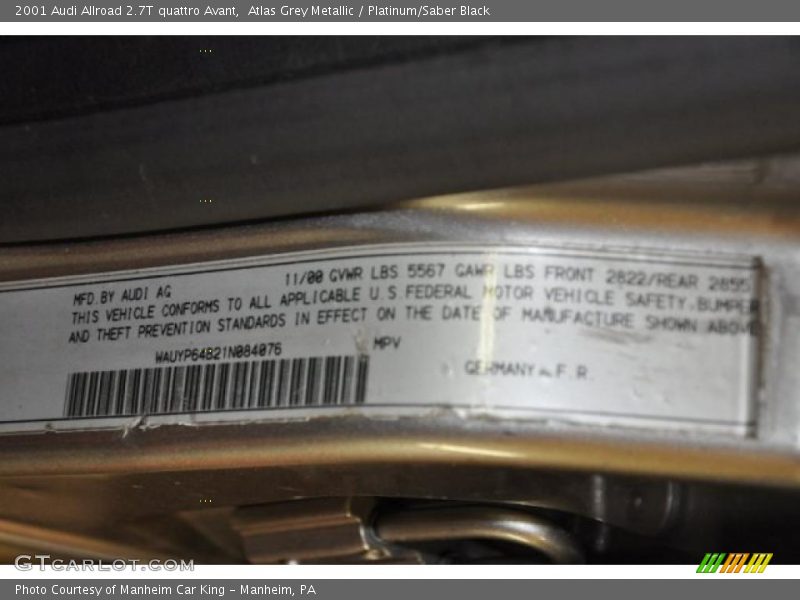 2001 Audi Allroad 2.7T quattro Avant,  Atlas Grey Metallic / Platinum/Saber Black
MFD.BY AUDI AG 11/00 GVWR LBS 5567 GAWR LBS FRONT 2822/REAR 2855
THIS VEHICLE CONFORMS TO ALL APPLICABLE U.S.FEDERAL MOTOR VEHICLE SAFETY,BUMPER
AND THEFT PREVENTION STANDARDS IN EFFECT ON THE DATE OF MANUFACTURE SHOWN ABOVE
WAUYP64B21N084076 MPV
GERMANY - F.R.
GTCARLOT.COM
Photo Courtesy of Manheim Car King - Manheim, PA